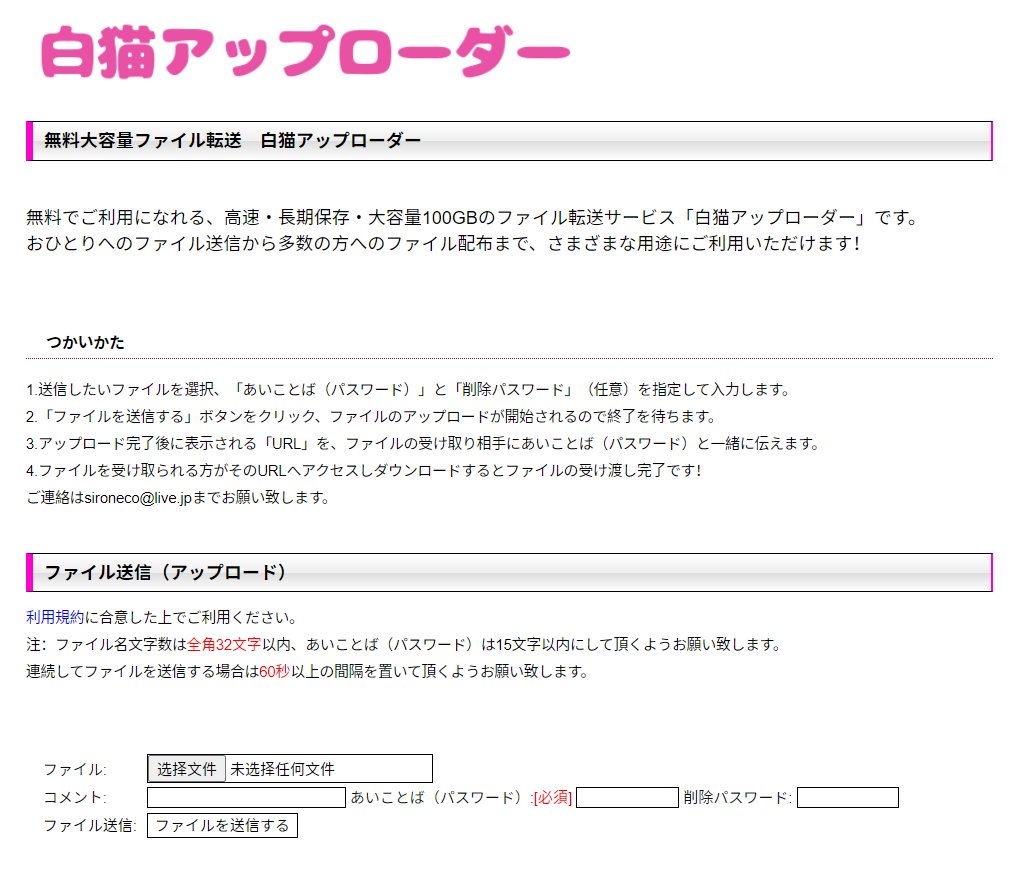 白猫アップローダー
無料大容量ファイル転送　白猫アップローダー
無料でご利用になれる、高速・長期保存・大容量100GBのファイル転送サービス「白猫アップローダー」です。
おひとりへのファイル送信から多数の方へのファイル配布まで、さまざまな用途にご利用いただけます!
つかいかた
1.送信したいファイルを選択、「あいことば（パスワード）」と「削除パスワード」（任意）を指定して入力します。
2.「ファイルを送信する」ボタンをクリック、ファイルのアップロードが開始されるので終了を待ちます。
3.アップロード完了後に表示される「URL」を、ファイルの受け取り相手にあいことば（パスワード）と一緒に伝えます。
4.ファイルを受け取られる方がそのURLへアクセスしダウンロードするとファイルの受け渡し完了です!
ご連絡はsironeco@live.jpまでお願い致します。
ファイル送信（アップロード）
利用規約に合意した上でご利用ください。
注：ファイル名文字数は全角32文字以内、あいことば（パスワード）は15文字以内にして頂くようお願い致します。
連続してファイルを送信する場合は60秒以上の間隔を置いて頂くようお願い致します。
ファイル: 选择文件 未选择任何文件
コメント: あいことば（パスワード）:[必須] 削除パスワード:
ファイル送信: ファイルを送信する